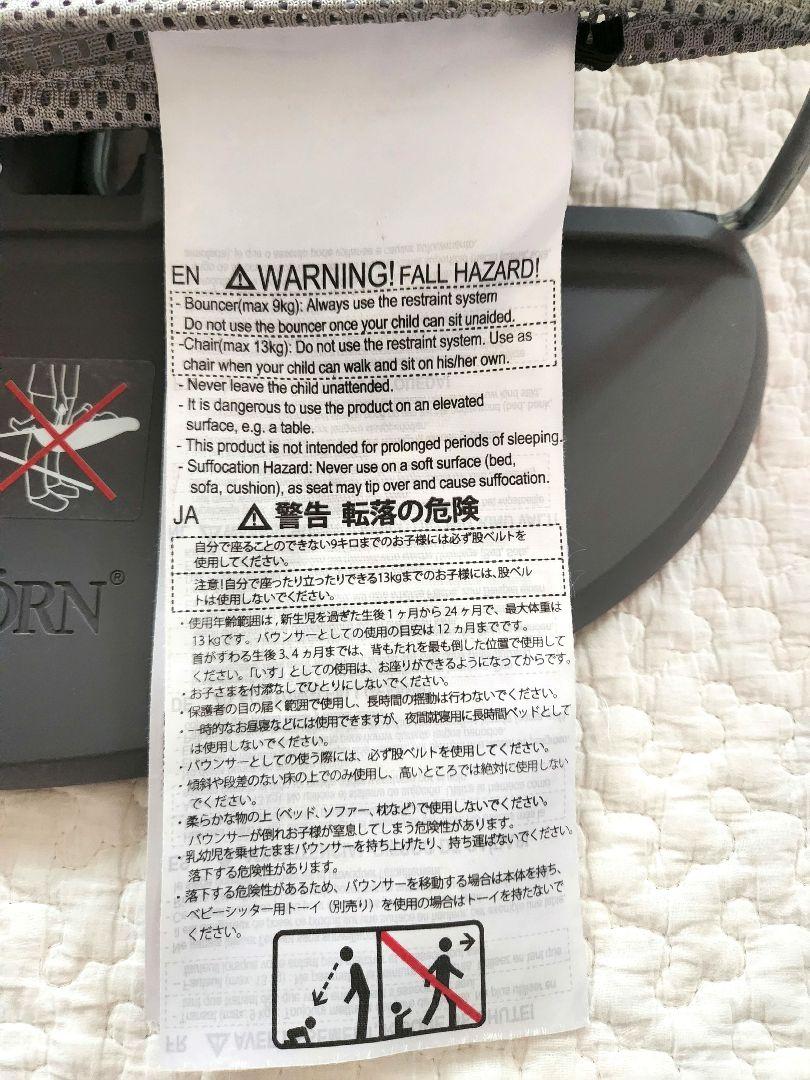 EN ⚠WARNING! FALL HAZARD!
- Bouncer(max 9kg): Always use the restraint system
Do not use the bouncer once your child can sit unaided.
-Chair(max 13kg): Do not use the restraint system. Use as
chair when your child can walk and sit on his/her own.
- Never leave the child unattended.
- It is dangerous to use the product on an elevated
surface, e.g. a table.
- This product is not intended for prolonged periods of sleeping.
- Suffocation Hazard: Never use on a soft surface (bed,
sofa, cushion), as seat may tip over and cause suffocation.
JA ⚠警告 転落の危険
自分で座ることのできない9キロまでのお子様には必ず股ベルトを
使用してください。
注意！自分で座ったり立ったりできる13kgまでのお子様には、股ベル
トは使用しないでください。
・使用年齢範囲は，新生児を過ぎた生後1ヶ月から24ヶ月で、最大体重は
13kgです。バウンサーとしての使用の目安は12ヵ月までです。
首がすわる生後3、4ヵ月までは、背もたれを最も倒した位置で使用して
ください。「いす」としての使用は、お座りができるようになってからです。
・お子さまを付添なしでひとりにしないでください。
・保護者の目の届く範囲で使用し、長時間の揺動は行わないでください。
・一時的なお昼寝などには使用できますが、夜間就寝用に長時間ベッドとして
は使用しないでください。
・バウンサーとしての使う際には、必ず股ベルトを使用してください。
・傾斜や段差のない床の上でのみ使用し、高いところでは絶対に使用しない
でください。
・柔らかな物の上（ベッド、ソファー、枕など）で使用しないでください。
バウンサーが倒れお子様が窒息してしまう危険性があります。
・乳幼児を乗せたままバウンサーを持ち上げたり、持ち運ばないでください。
落下する危険性があります。
・落下する危険性があるため、バウンサーを移動する場合は本体を持ち、
ベビーシッター用トーイ（別売り）を使用の場合はトーイを持たないで
ください。
ÖRN®